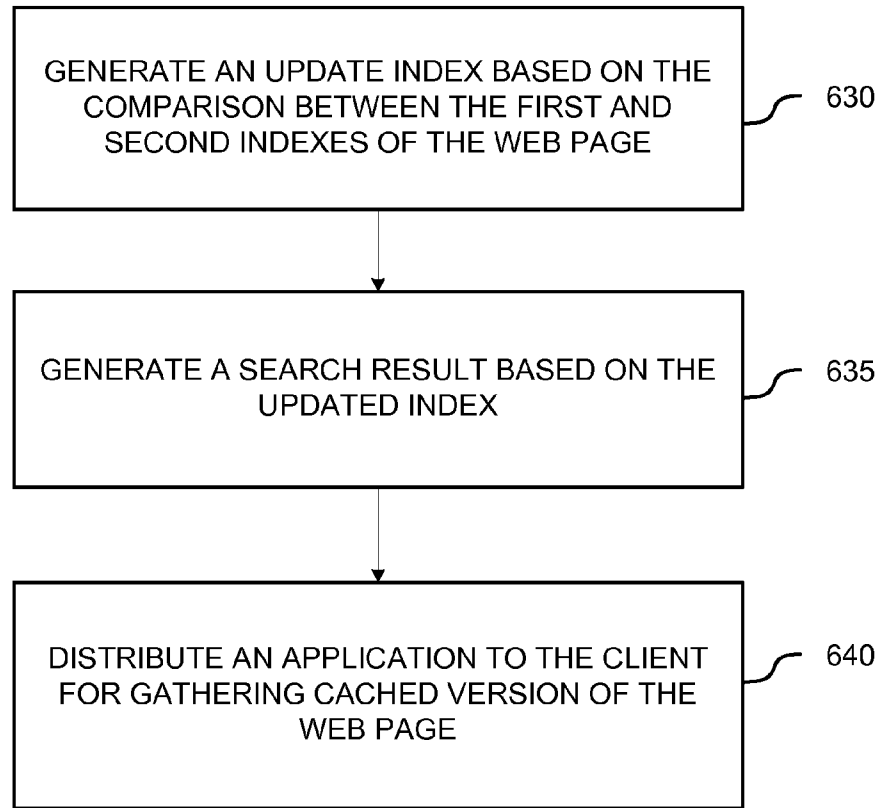 GENERATE AN UPDATE INDEX BASED ON THE
COMPARISON BETWEEN THE FIRST AND
SECOND INDEXES OF THE WEB PAGE
630
GENERATE A SEARCH RESULT BASED ON THE
UPDATED INDEX
635
DISTRIBUTE AN APPLICATION TO THE CLIENT
FOR GATHERING CACHED VERSION OF THE
WEB PAGE
640